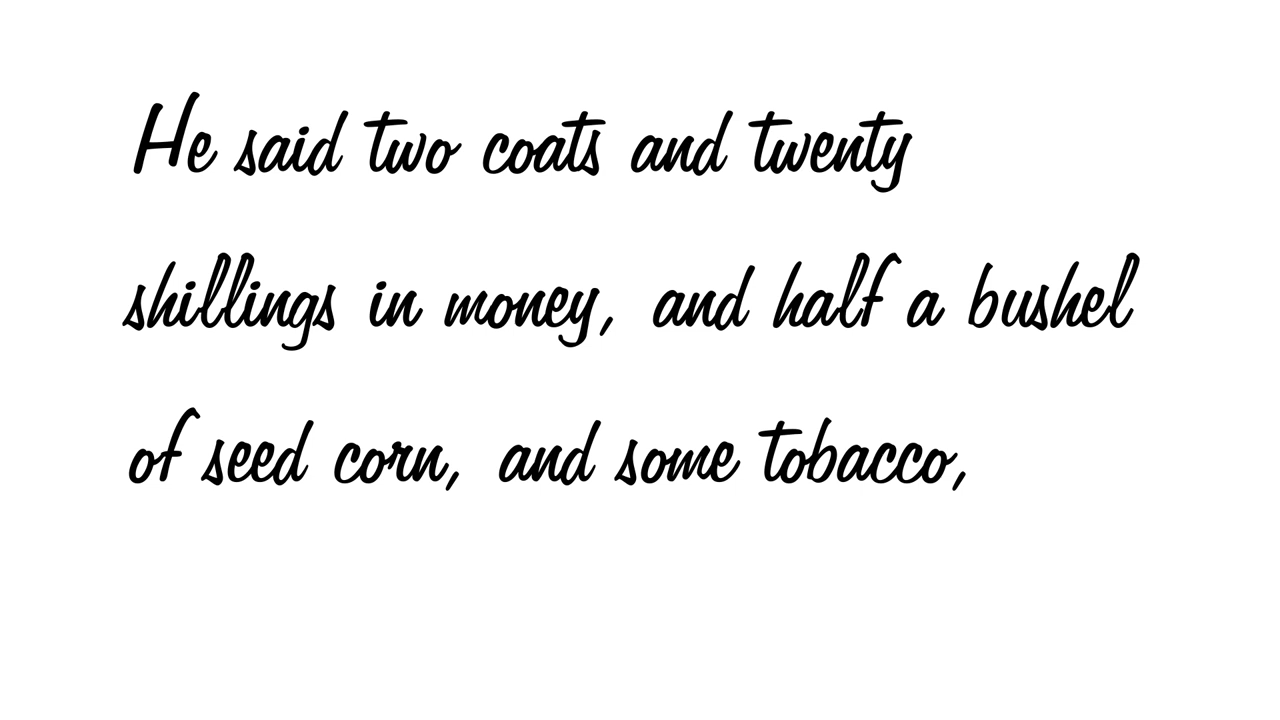 He said two coats and twenty
shillings in money, and half a bushel
of seed corn, and some tobacco,